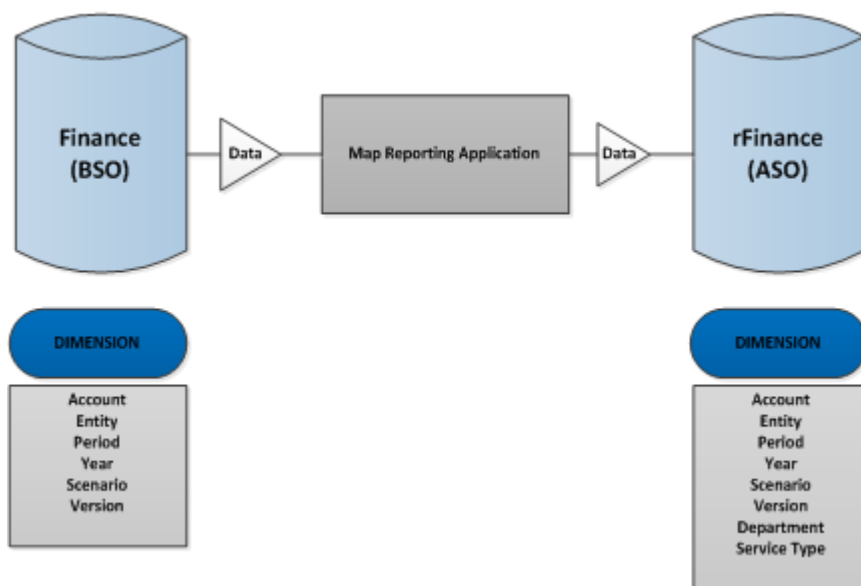 Finance
(BSO)
Data
Map Reporting Application
Data
rFinance
(ASO)
DIMENSION
Account
Entity
Period
Year
Scenario
Version
DIMENSION
Account
Entity
Period
Year
Scenario
Version
Department
Service Type